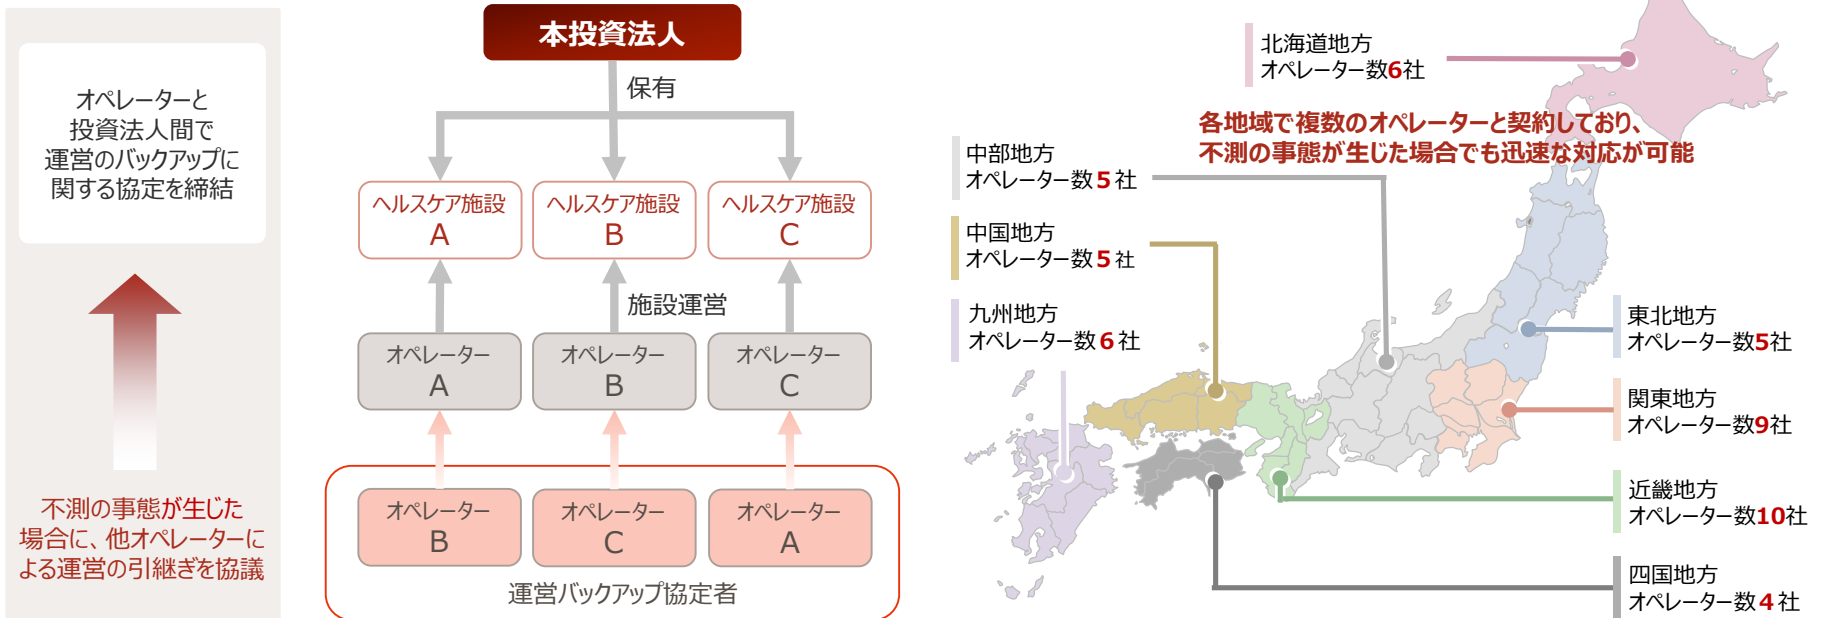 オペレーターと
投資法人間で
運営のバックアップに
関する協定を締結
不測の事態が生じた
場合に、他オペレーターに
よる運営の引継ぎを協議
本投資法人
保有
ヘルスケア施設
A
ヘルスケア施設
B
ヘルスケア施設
C
施設運営
オペレーター
A
オペレーター
B
オペレーター
C
オペレーター
B
オペレーター
C
オペレーター
A
運営バックアップ協定者
北海道地方
オペレーター数6社
各地域で複数のオペレーターと契約しており、
不測の事態が生じた場合でも迅速な対応が可能
中部地方
オペレーター数5社
中国地方
オペレーター数5社
九州地方
オペレーター数6社
東北地方
オペレーター数5社
関東地方
オペレーター数9社
近畿地方
オペレーター数10社
四国地方
オペレーター数4社